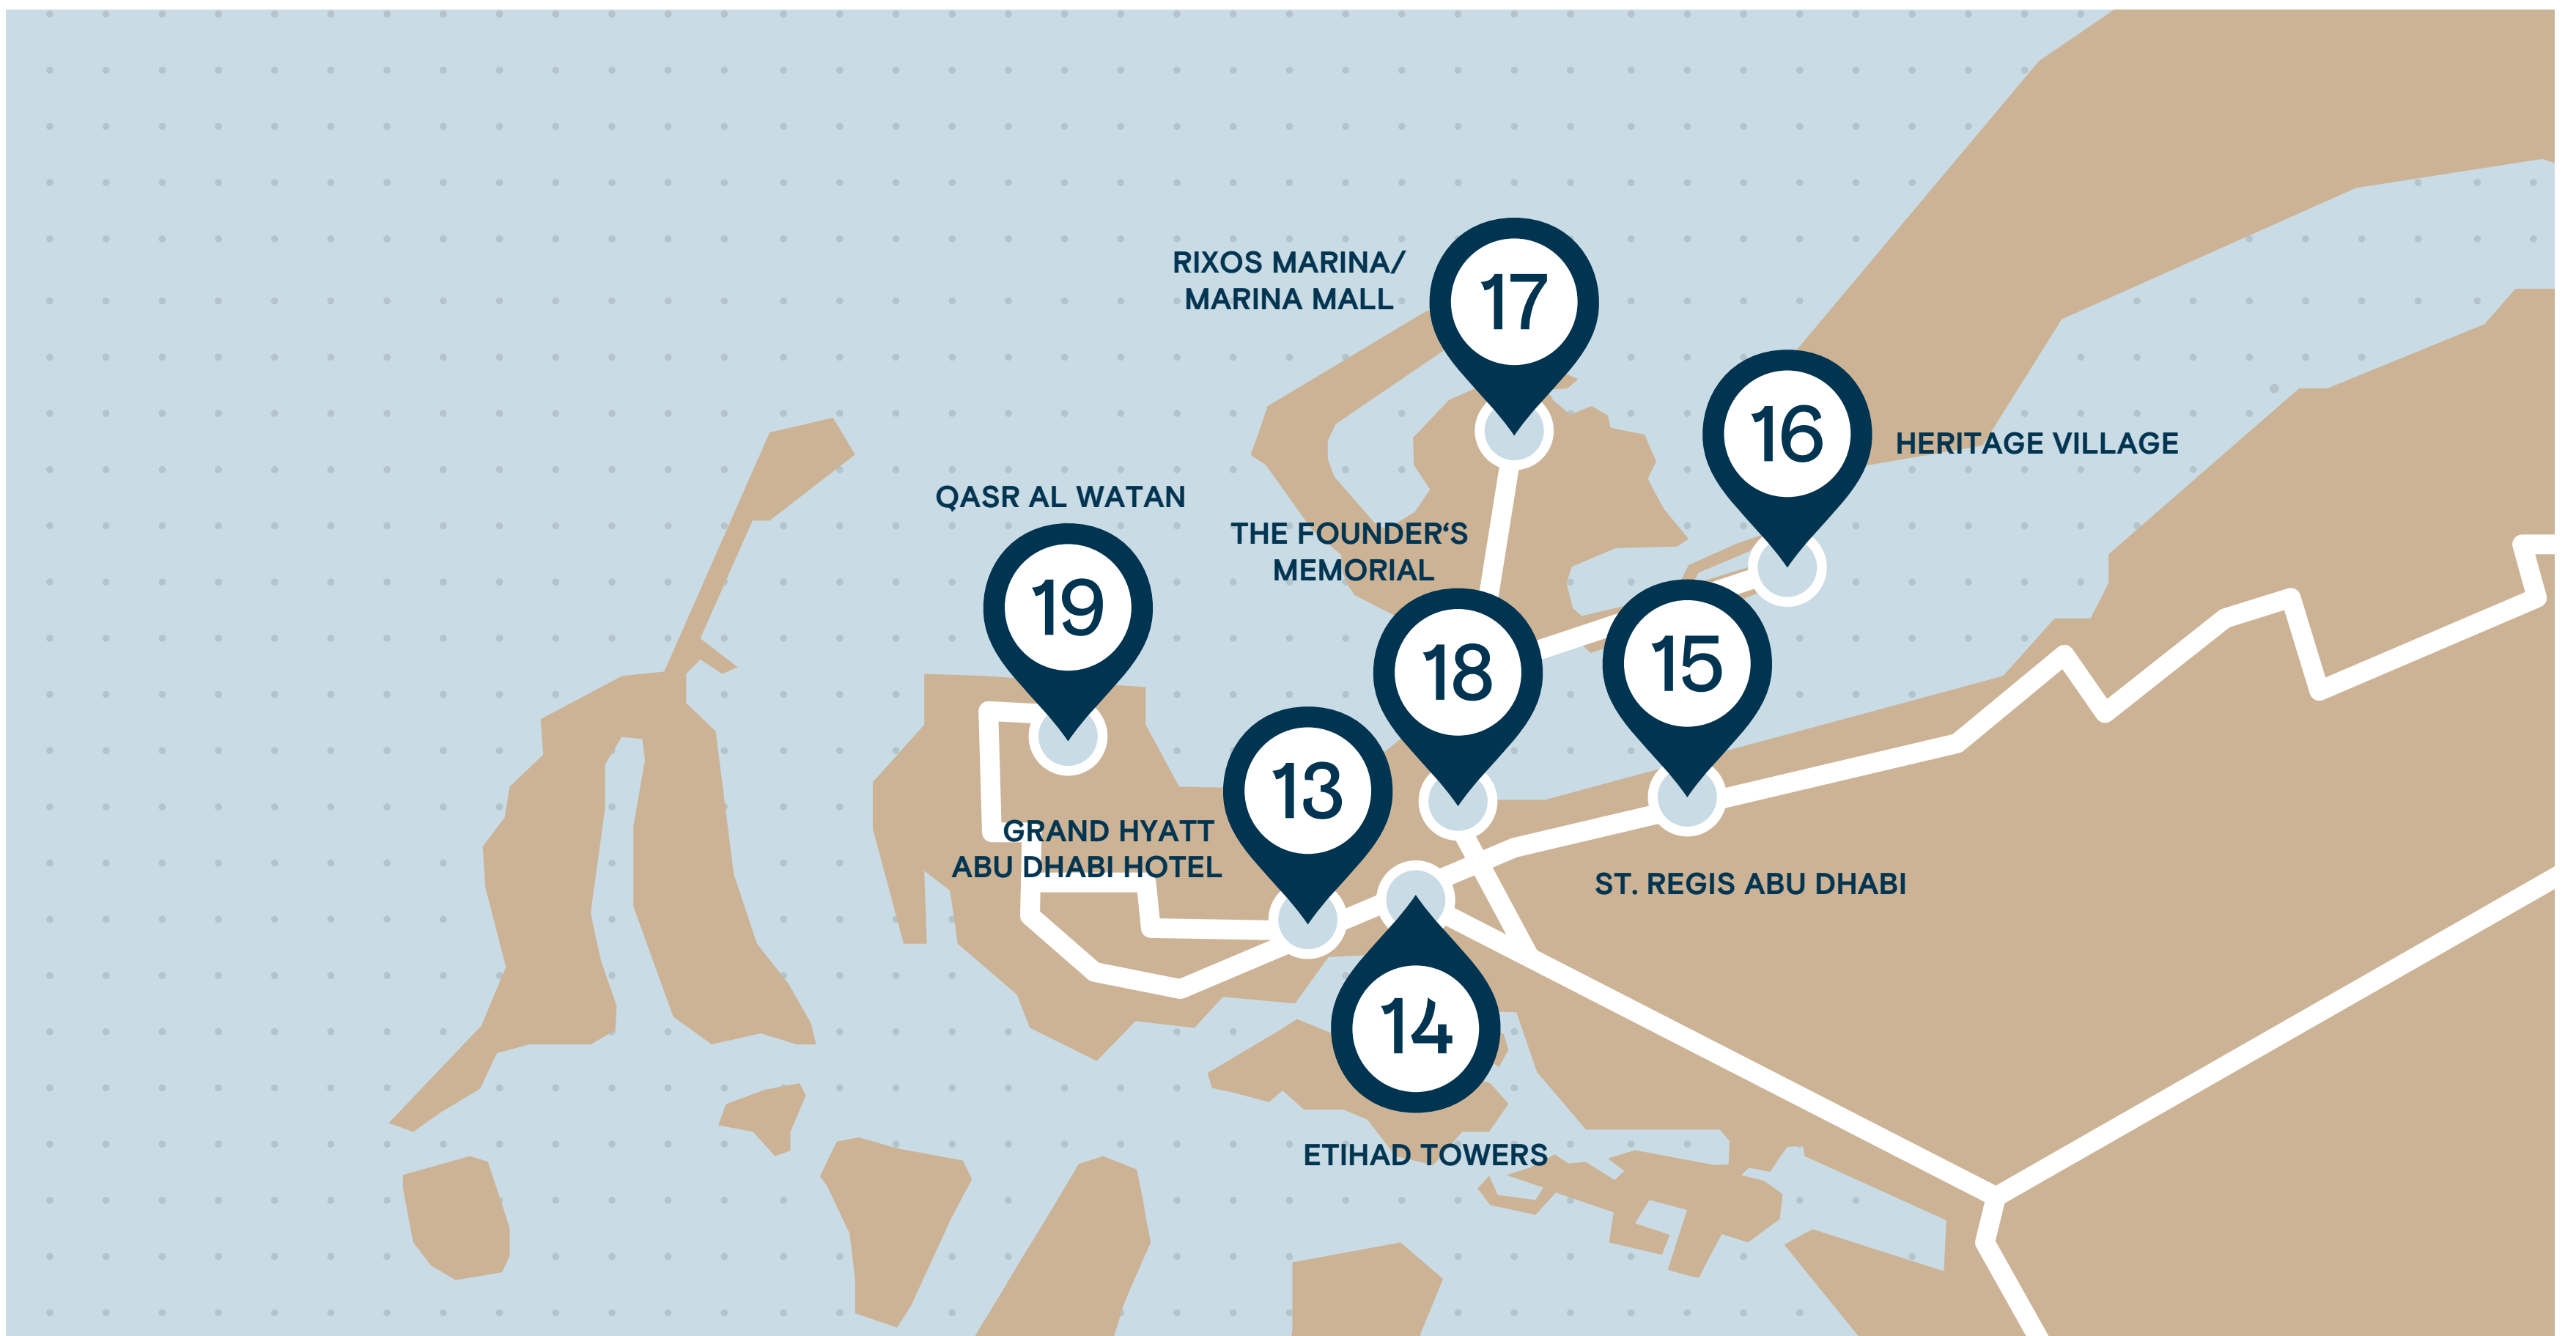 RIXOS MARINA/
MARINA MALL
17
16
HERITAGE VILLAGE
QASR AL WATAN
19
THE FOUNDER‘S
MEMORIAL
18
15
13
GRAND HYATT
ABU DHABI HOTEL
ST. REGIS ABU DHABI
14
ETIHAD TOWERS